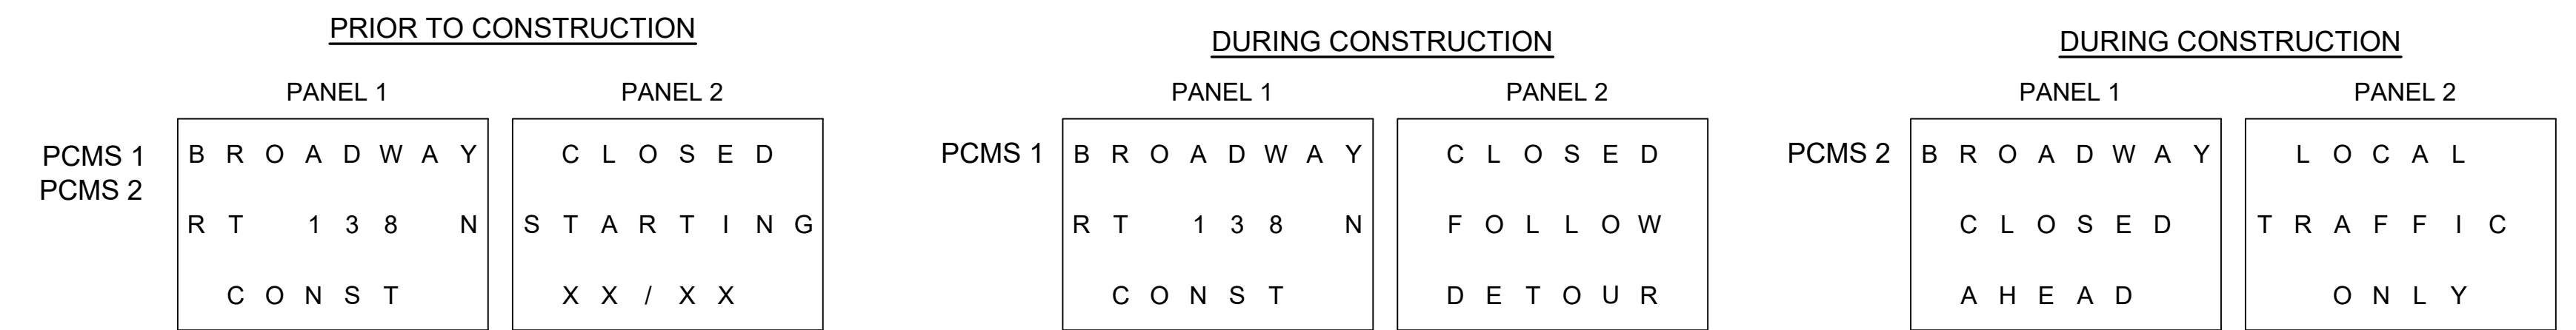 PRIOR TO CONSTRUCTION
PANEL 1 PANEL 2
PCMS 1
PCMS 2
BROADWAY
RT 138 N
CONST
CLOSED
STARTING
XX/XX
DURING CONSTRUCTION
PANEL 1 PANEL 2
PCMS 1
BROADWAY
RT 138 N
CONST
CLOSED
FOLLOW
DETOUR
DURING CONSTRUCTION
PANEL 1 PANEL 2
PCMS 2
BROADWAY
CLOSED
AHEAD
LOCAL
TRAFFIC
ONLY